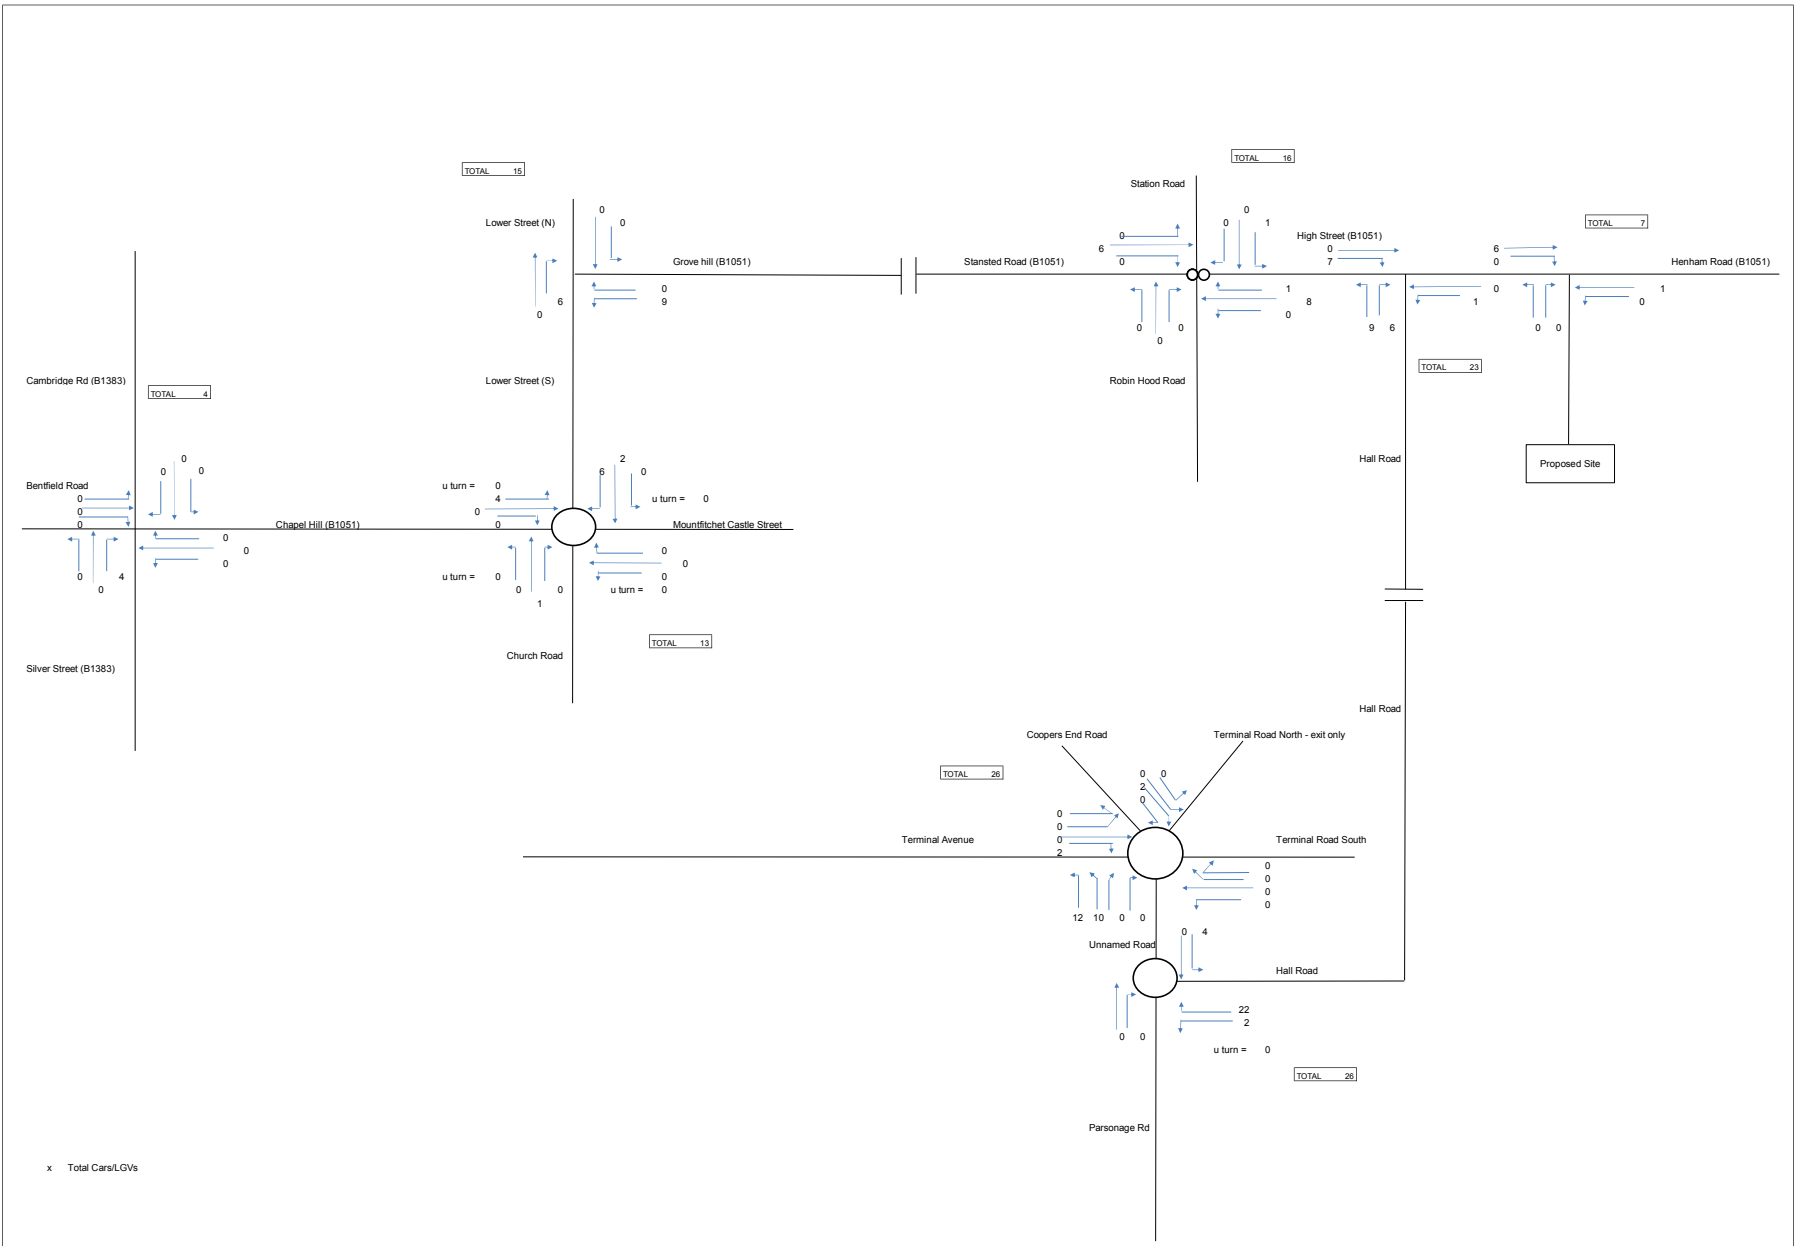 TOTAL 16
TOTAL 15
Station Road
Lower Street (N)
0
0
0
0
1
High Street (B1051)
TOTAL 7
0
6
0
0
7
6
0
Grove hill (B1051)
Stansted Road (B1051)
Henham Road (B1051)
6
0
0
9
0
0
0
1
8
0
9 6
0
1
0 0
1
0
Cambridge Rd (B1383)
TOTAL 4
Lower Street (S)
Robin Hood Road
TOTAL 23
Hall Road
Proposed Site
0
0
0
Bentfield Road
0
0
0
Chapel Hill (B1051)
0
0
0
0
0
4
u turn = 0
4
0
0
6
2
0
u turn = 0
Mountfitchet Castle Street
0
0
0
u turn = 0
u turn = 0
0
1
0
TOTAL 13
Silver Street (B1383)
Church Road
Hall Road
Coopers End Road
Terminal Road North - exit only
TOTAL 26
0 0
2
0
0
0
0
2
Terminal Avenue
Terminal Road South
0
0
0
0
12 10 0 0
Unnamed Road
0 4
Hall Road
22
2
0 0
u turn = 0
TOTAL 26
Parsonage Rd
x Total Cars/LGVs